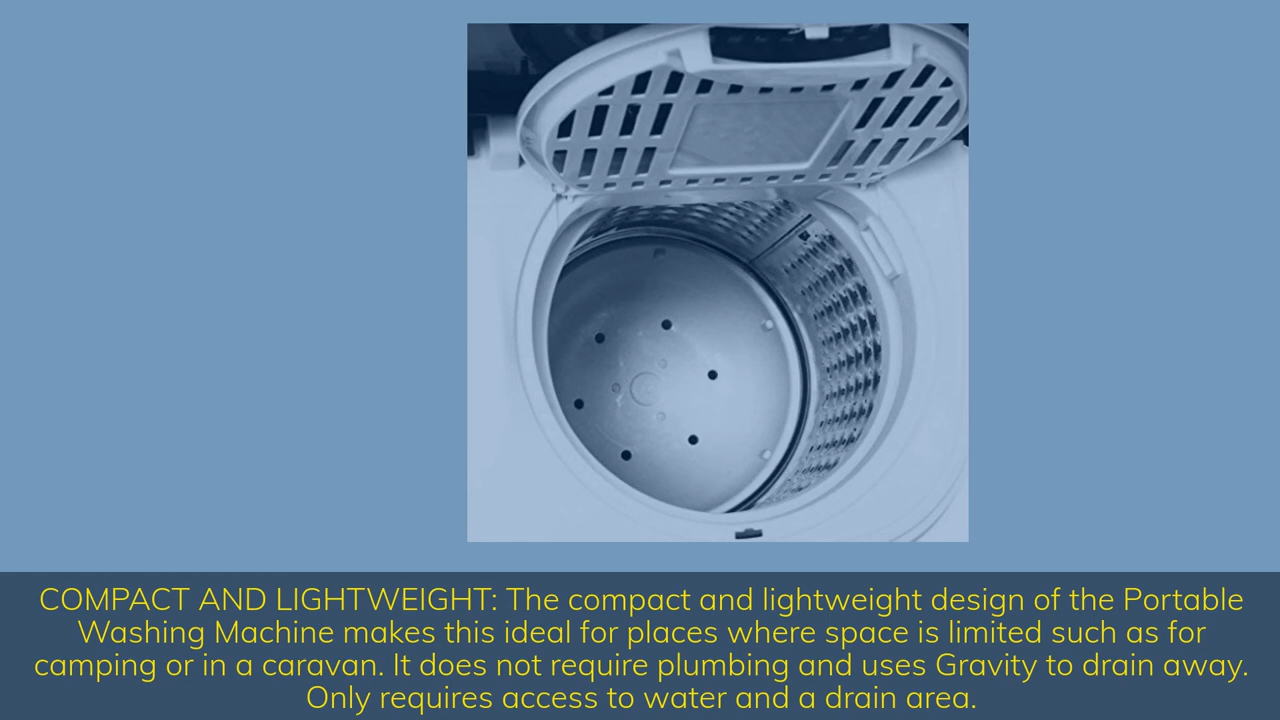 COMPACT AND LIGHTWEIGHT: The compact and lightweight design of the Portable
Washing Machine makes this ideal for places where space is limited such as for
camping or in a caravan. It does not require plumbing and uses Gravity to drain away.
Only requires access to water and a drain area.